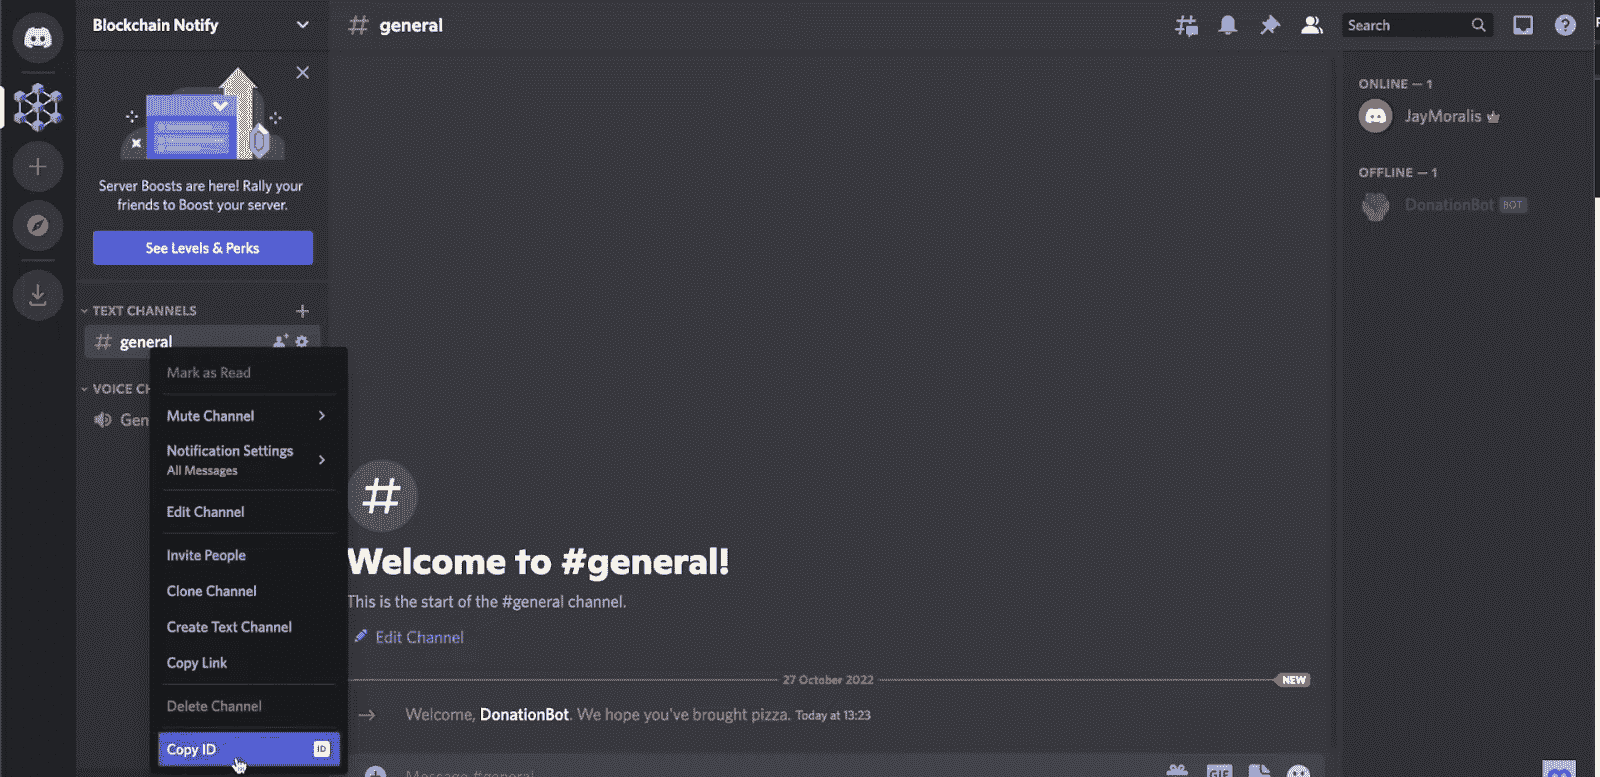 Blockchain Notify
Server Boosts are here! Rally your
friends to Boost your server.
See Levels & Perks
TEXT CHANNELS
general
VOICE CH
Gen
Mark as Read
Mute Channel
Notification Settings
All Messages
Edit Channel
Invite People
Clone Channel
Create Text Channel
Copy Link
Delete Channel
Copy ID
ID
# general
Search
Welcome to #general!
This is the start of the #general channel.
Edit Channel
27 October 2022
NEW
Welcome, DonationBot. We hope you've brought pizza. Today at 13:23
Message #general
GIF
ONLINE — 1
JayMoralis
OFFLINE — 1
DonationBot BOT